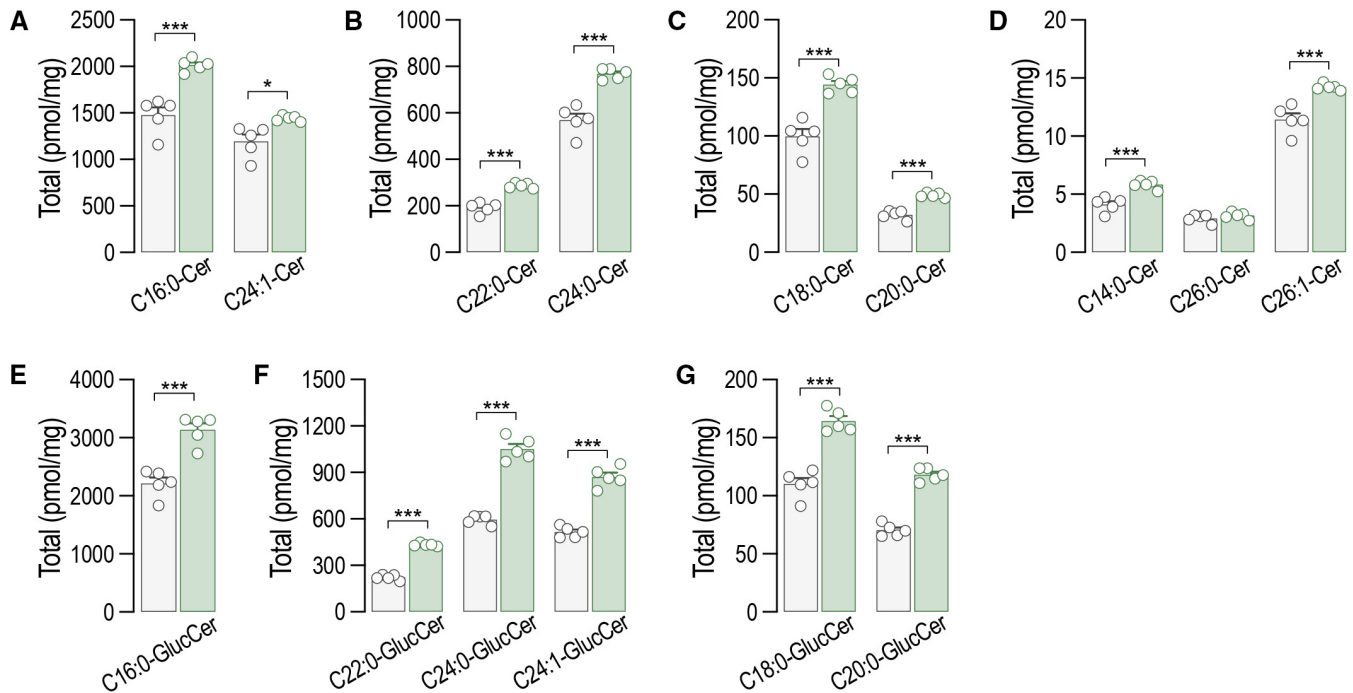 A
Total (pmol/mg)
2500
2000
1500
1000
500
0
***
*
C16:0-Cer
C24:1-Cer
B
Total (pmol/mg)
1000
800
600
400
200
0
***
***
C22:0-Cer
C24:0-Cer
C
Total (pmol/mg)
200
150
100
50
0
***
***
C18:0-Cer
C20:0-Cer
D
Total (pmol/mg)
20
15
10
5
0
***
***
C14:0-Cer
C26:0-Cer
C26:1-Cer
E
Total (pmol/mg)
4000
3000
2000
1000
0
***
C16:0-GlucCer
F
Total (pmol/mg)
1500
1200
900
600
300
0
***
***
***
C22:0-GlucCer
C24:0-GlucCer
C24:1-GlucCer
G
Total (pmol/mg)
200
150
100
50
0
***
***
C18:0-GlucCer
C20:0-GlucCer